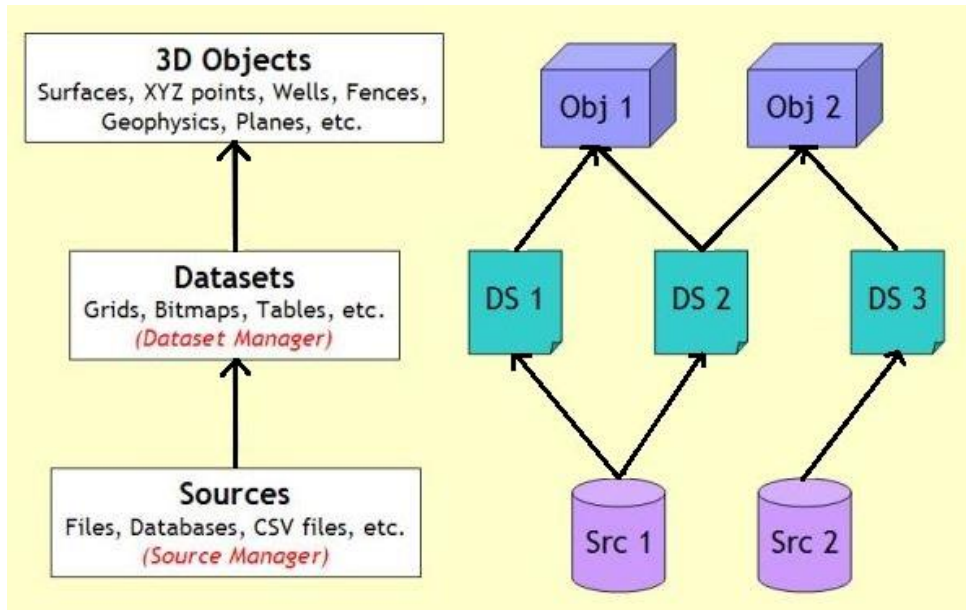 3D Objects
Surfaces, XYZ points, Wells, Fences,
Geophysics, Planes, etc.
Obj 1
Obj 2
Datasets
Grids, Bitmaps, Tables, etc.
(Dataset Manager)
DS 1
DS 2
DS 3
Sources
Files, Databases, CSV files, etc.
(Source Manager)
Src 1
Src 2